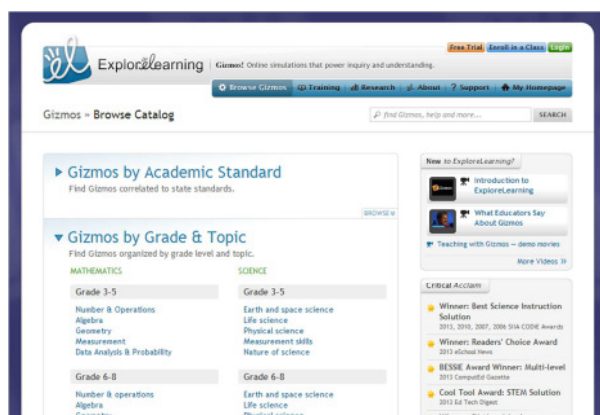 Free Trial Enroll in a Class Login
el ExploreLearning Gizmos! Online simulations that power inquiry and understanding.
Browse Gizmos Training Research About ? Support My Homepage
Gizmos » Browse Catalog
find Gizmos, help and more... SEARCH
Gizmos by Academic Standard
Find Gizmos correlated to state standards.
BROWSE
Gizmos by Grade & Topic
Find Gizmos organized by grade level and topic.
MATHEMATICS
Grade 3-5
Number & Operations
Algebra
Geometry
Measurement
Data Analysis & Probability
Grade 6-8
Number & operations
Algebra
Geometry
SCIENCE
Grade 3-5
Earth and space science
Life science
Physical science
Measurement skills
Nature of science
Grade 6-8
Earth and space science
Life science
Physical science
New to ExploreLearning?
Introduction to
ExploreLearning
What Educators Say
About Gizmos
Teaching with Gizmos — demo movies
More Videos »
Critical Acclaim
Winner: Best Science Instruction
Solution
2013, 2010, 2007, 2006 SIIA CODiE Awards
Winner: Readers' Choice Award
2013 eSchool News
BESSIE Award Winner: Multi-level
2013 ComputEd Gazette
Cool Tool Award: STEM Solution
2013 Ed Tech Digest